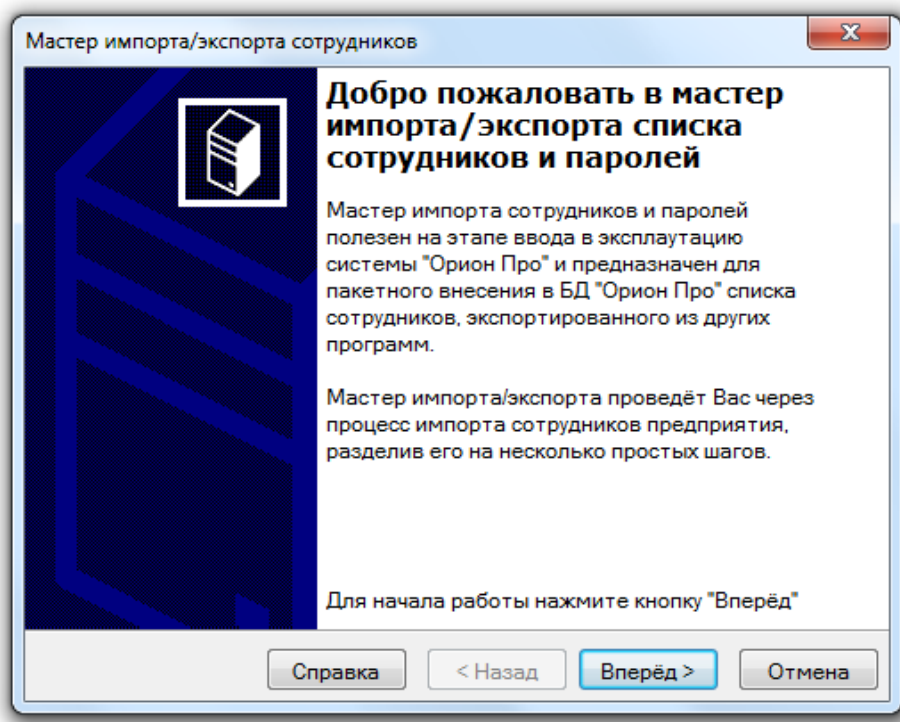 Мастер импорта/экспорта сотрудников
Добро пожаловать в мастер
импорта/экспорта списка
сотрудников и паролей
Мастер импорта сотрудников и паролей
полезен на этапе ввода в эксплаутацию
системы "Орион Про" и предназначен для
пакетного внесения в БД "Орион Про" списка
сотрудников, экспортированного из других
программ.
Мастер импорта/экспорта проведёт Вас через
процесс импорта сотрудников предприятия,
разделив его на несколько простых шагов.
Для начала работы нажмите кнопку "Вперёд"
Справка < Назад Вперёд > Отмена